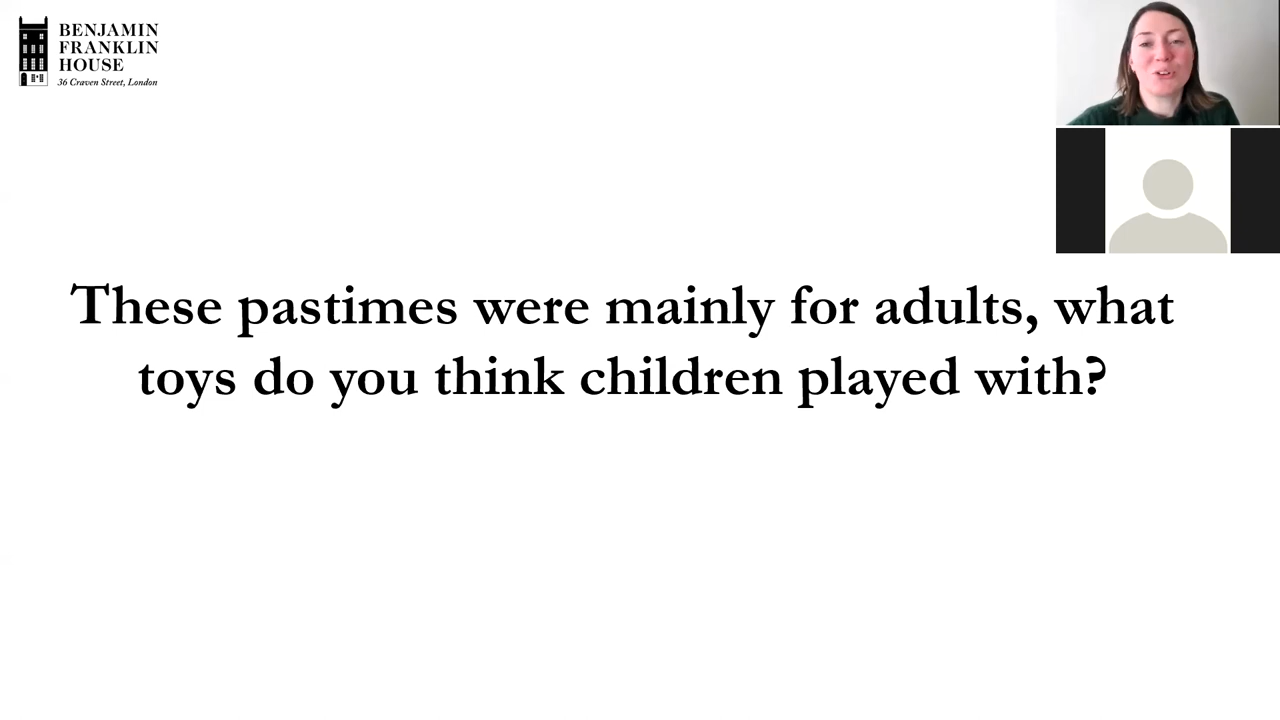 BENJAMIN
FRANKLIN
HOUSE
36 Craven Street, London
These pastimes were mainly for adults, what
toys do you think children played with?